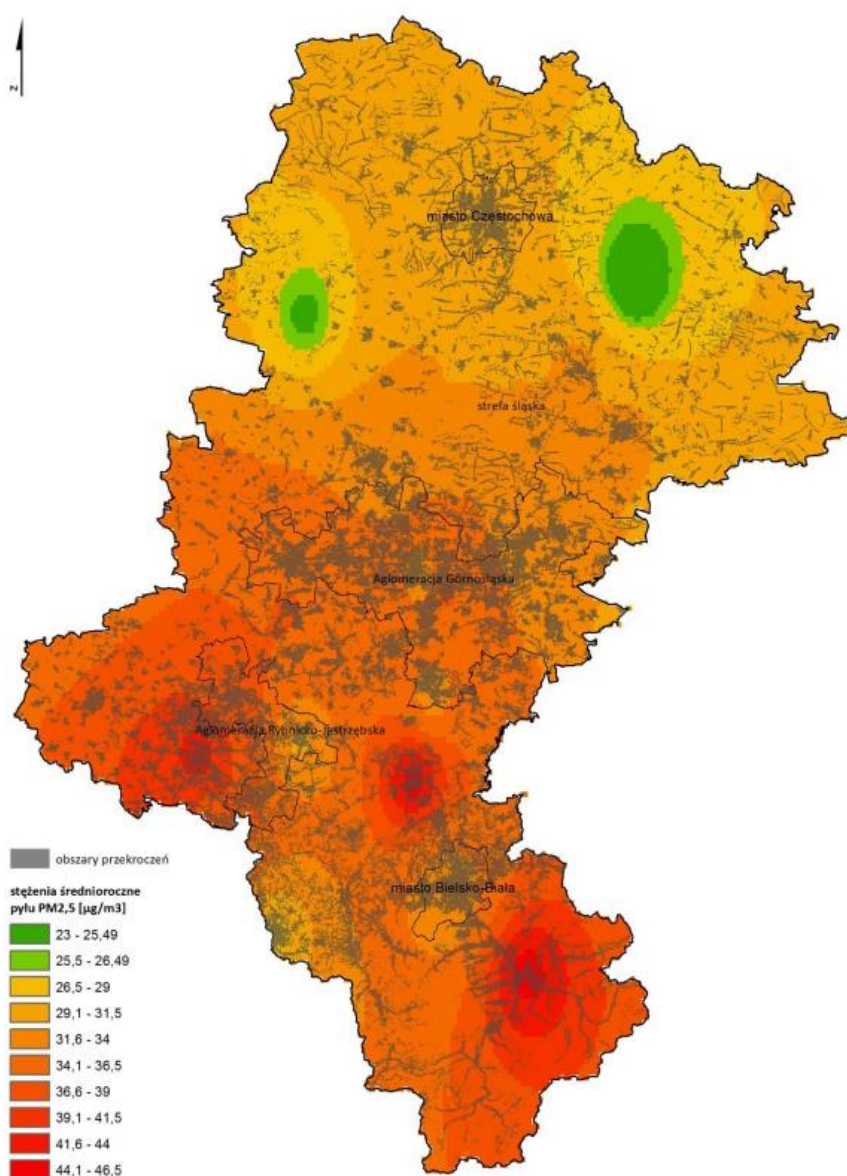 z
miasto Częstochowa
strefa śląska
Aglomeracja Górnośląska
Aglomeracja Rybnicko-Jastrzębska
miasto Bielsko-Biała
obszary przekroczeń
stężenia średnioroczne
pyłu PM2,5 [µg/m3]
23 - 25,49
25,5 - 26,49
26,5 - 29
29,1 - 31,5
31,6 - 34
34,1 - 36,5
36,6 - 39
39,1 - 41,5
41,6 - 44
44,1 - 46,5